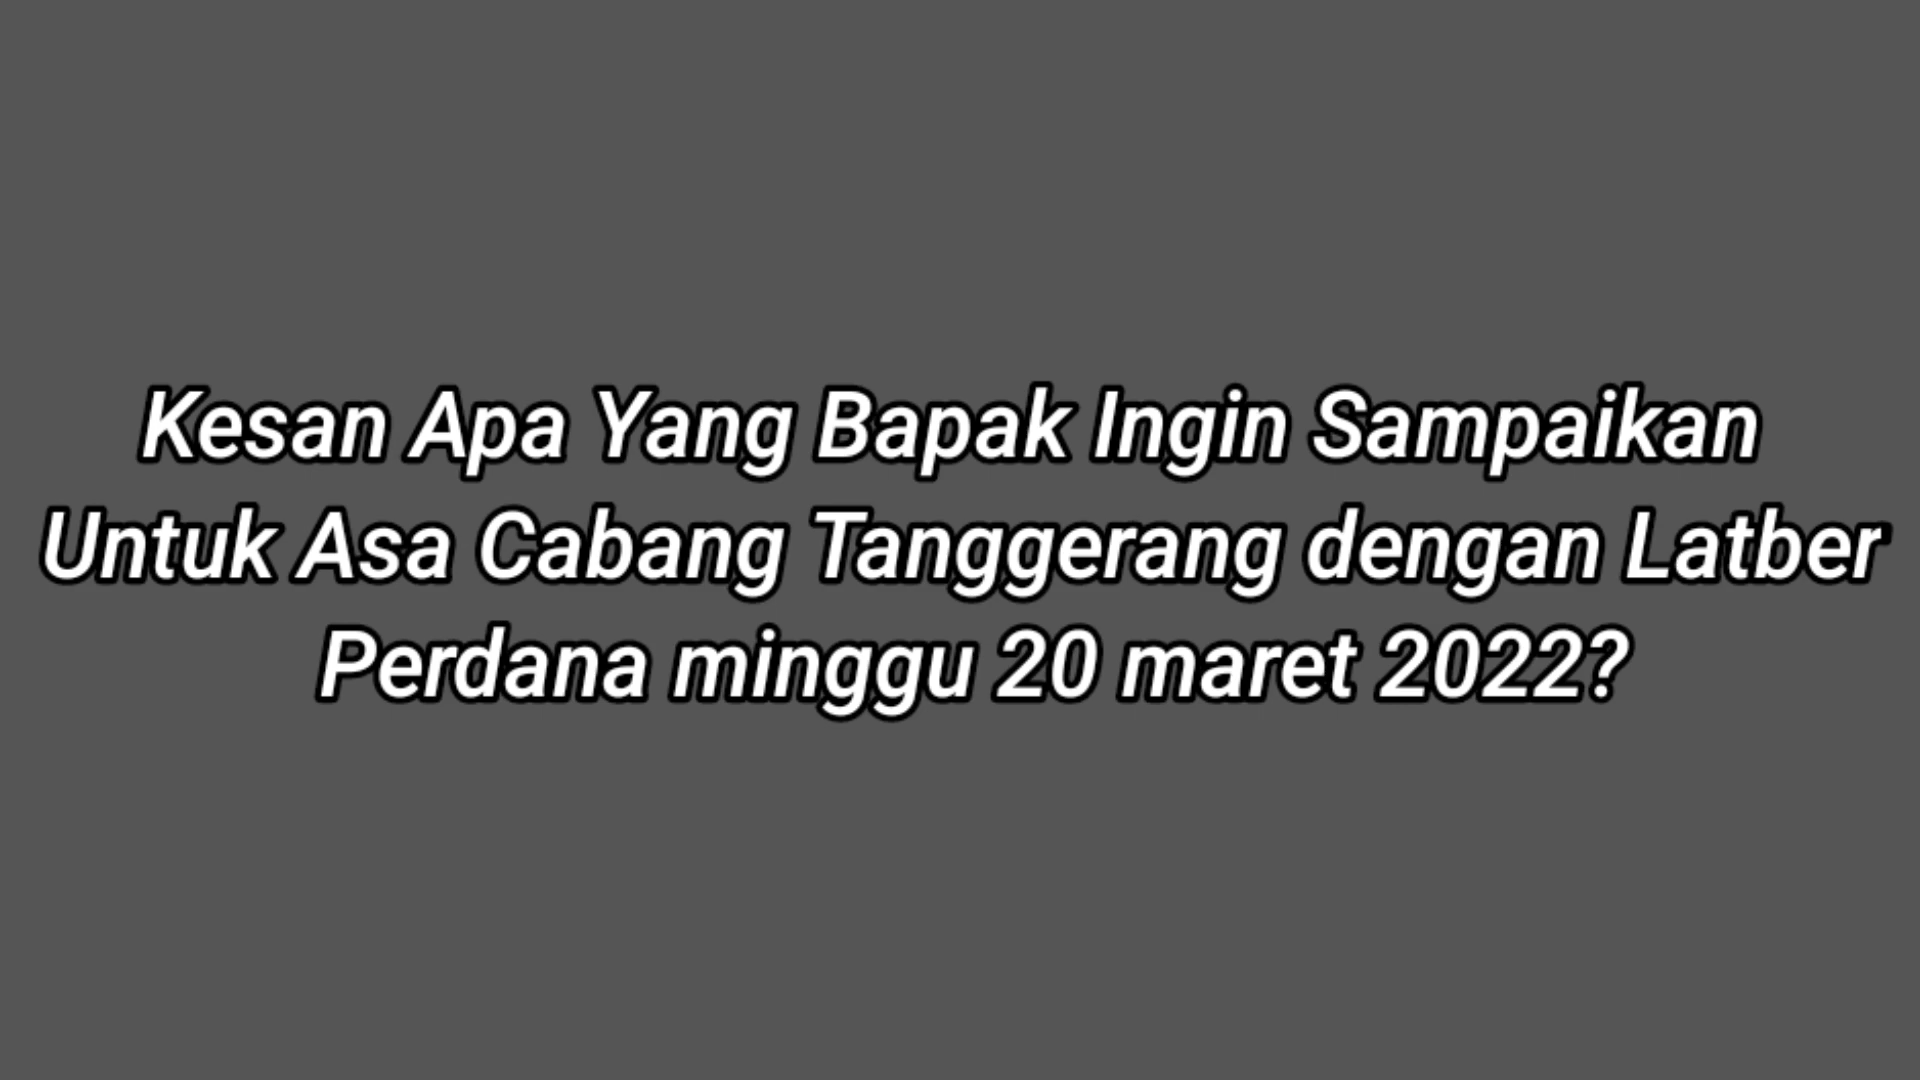 Kesan Apa Yang Bapak Ingin Sampaikan
Untuk Asa Cabang Tanggerang dengan Latber
Perdana minggu 20 maret 2022?